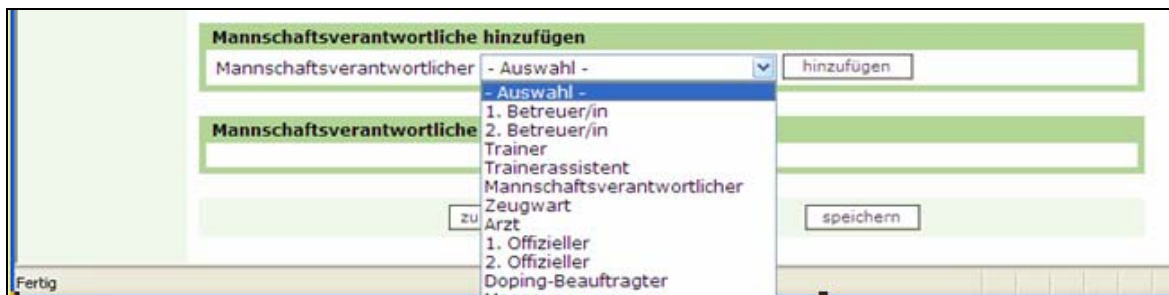 Mannschaftsverantwortliche hinzufügen
Mannschaftsverantwortlicher - Auswahl - hinzufügen
- Auswahl -
1. Betreuer/in
Mannschaftsverantwortliche 2. Betreuer/in
Trainer
Trainerassistent
Mannschaftsverantwortlicher
Zeugwart
zu speichern
Arzt
1. Offizieller
2. Offizieller
Doping-Beauftragter
Fertig